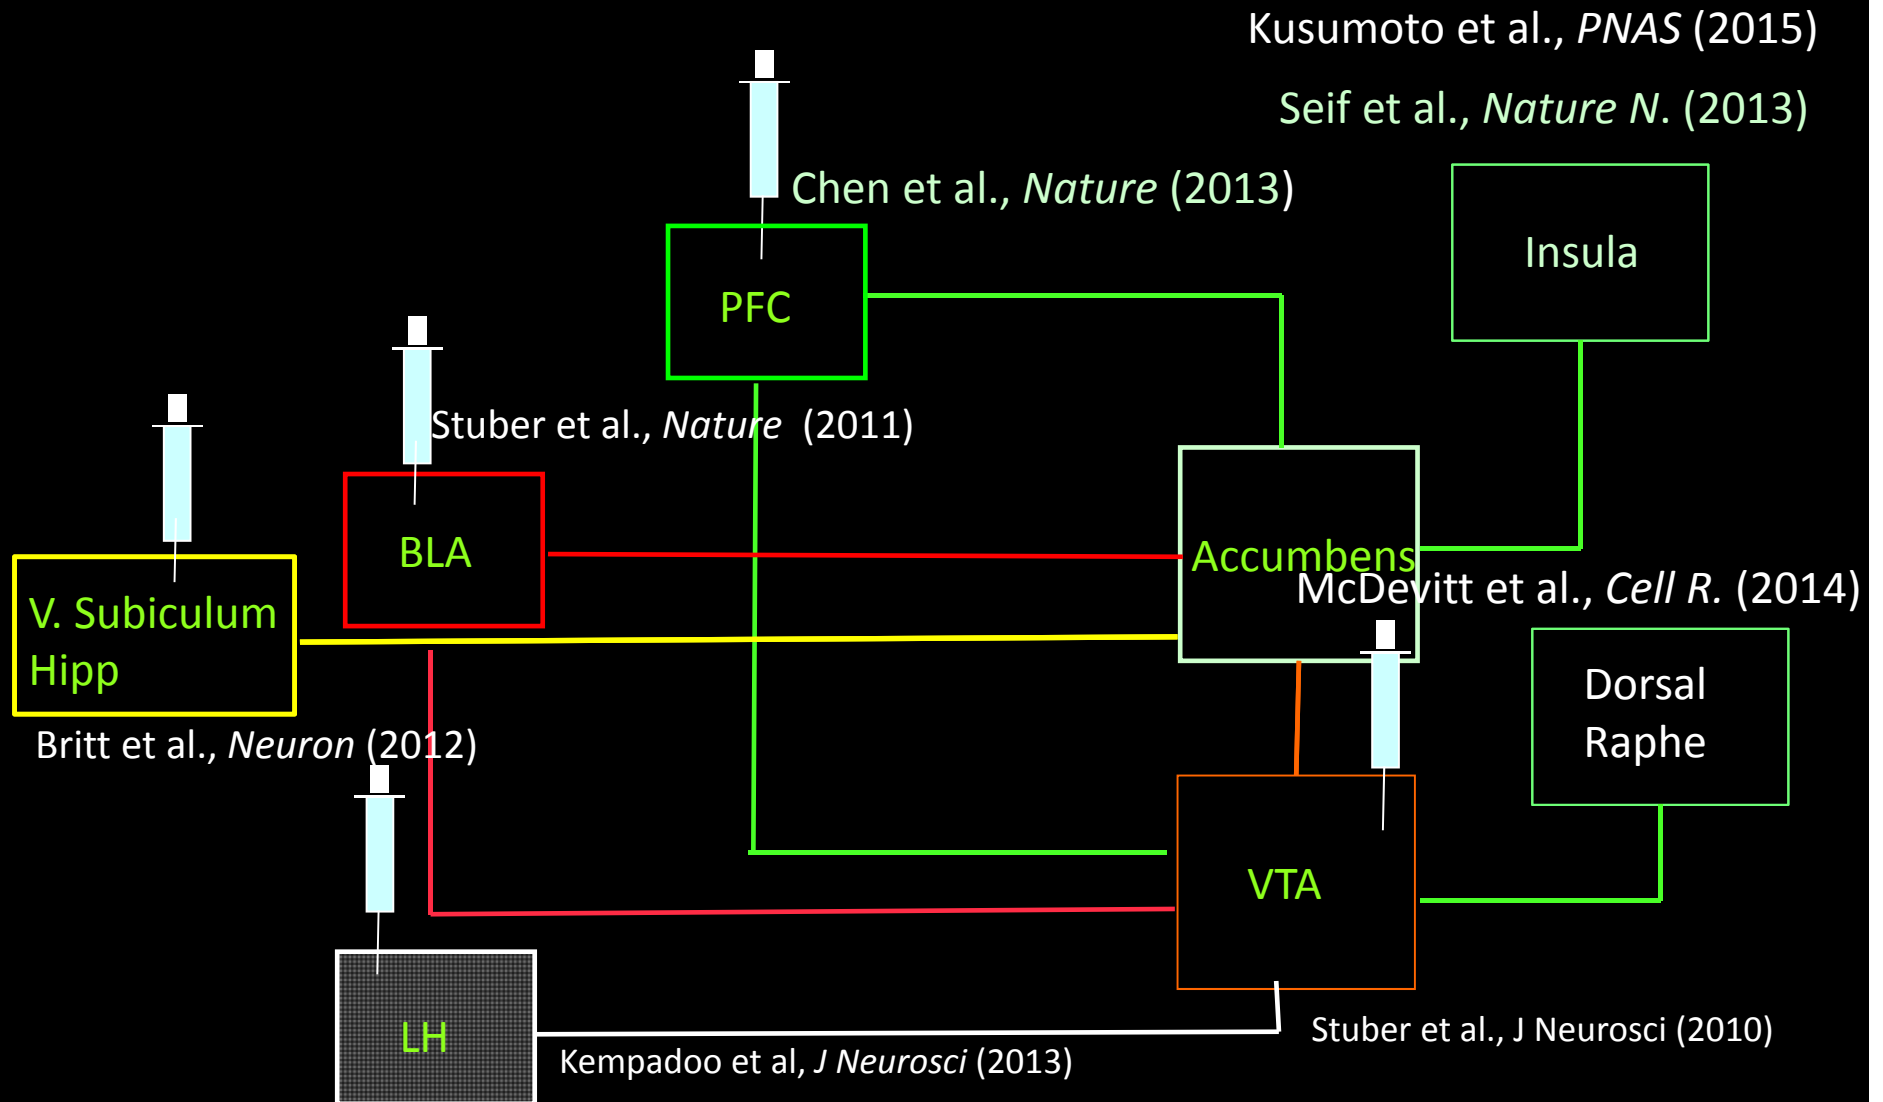 Kusumoto et al., PNAS (2015)
Seif et al., Nature N. (2013)
Chen et al., Nature (2013)
Insula
PFC
Stuber et al., Nature (2011)
BLA
Accumbens
McDevitt et al., Cell R. (2014)
V. Subiculum
Hipp
Dorsal
Raphe
Britt et al., Neuron (2012)
VTA
LH
Stuber et al., J Neurosci (2010)
Kempadoo et al, J Neurosci (2013)